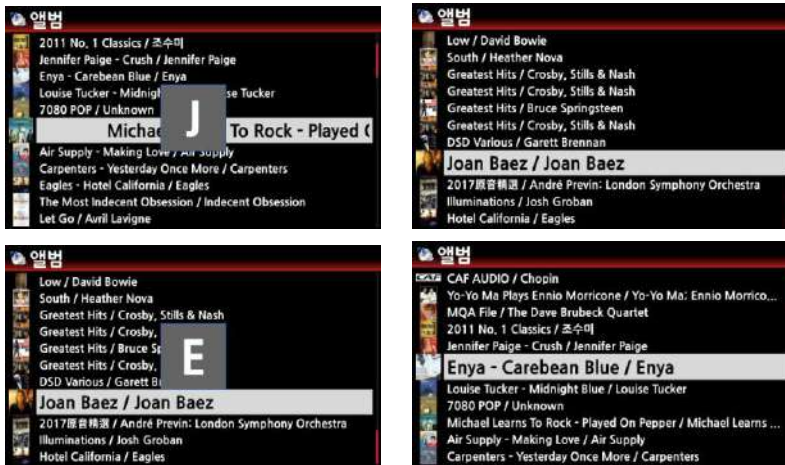 앨범
2011 No. 1 Classics / 조수미
Jennifer Paige - Crush / Jennifer Paige
Enya - Carebean Blue / Enya
Louise Tucker - Midnigh se Tucker
7080 POP / Unknown
J
Michae To Rock - Played
Air Supply - Making Love / Air Supply
Carpenters - Yesterday Once More / Carpenters
Eagles - Hotel California / Eagles
The Most Indecent Obsession / Indecent Obsession
Let Go / Avril Lavigne
앨범
Low / David Bowie
South / Heather Nova
Greatest Hits / Crosby, Stills & Nash
Greatest Hits / Crosby, Stills & Nash
Greatest Hits / Bruce Springsteen
Greatest Hits / Crosby, Stills & Nash
DSD Various / Garett Brennan
Joan Baez / Joan Baez
2017原音精選 / André Previn: London Symphony Orchestra
Illuminations / Josh Groban
Hotel California / Eagles
앨범
Low / David Bowie
South / Heather Nova
Greatest Hits / Crosby, Stills & Nash
Greatest Hits / Crosby,
Greatest Hits / Bruce Sp
Greatest Hits / Crosby,
DSD Various / Garett B
E
Joan Baez / Joan Baez
2017原音精選 / André Previn: London Symphony Orchestra
Illuminations / Josh Groban
Hotel California / Eagles
앨범
CAF AUDIO / Chopin
Yo-Yo Ma Plays Ennio Morricone / Yo-Yo Ma; Ennio Morrico...
MQA File / The Dave Brubeck Quartet
2011 No. 1 Classics / 조수미
Jennifer Paige - Crush / Jennifer Paige
Enya - Carebean Blue / Enya
Louise Tucker - Midnight Blue / Louise Tucker
7080 POP / Unknown
Michael Learns To Rock - Played On Pepper / Michael Learns ...
Air Supply - Making Love / Air Supply
Carpenters - Yesterday Once More / Carpenters